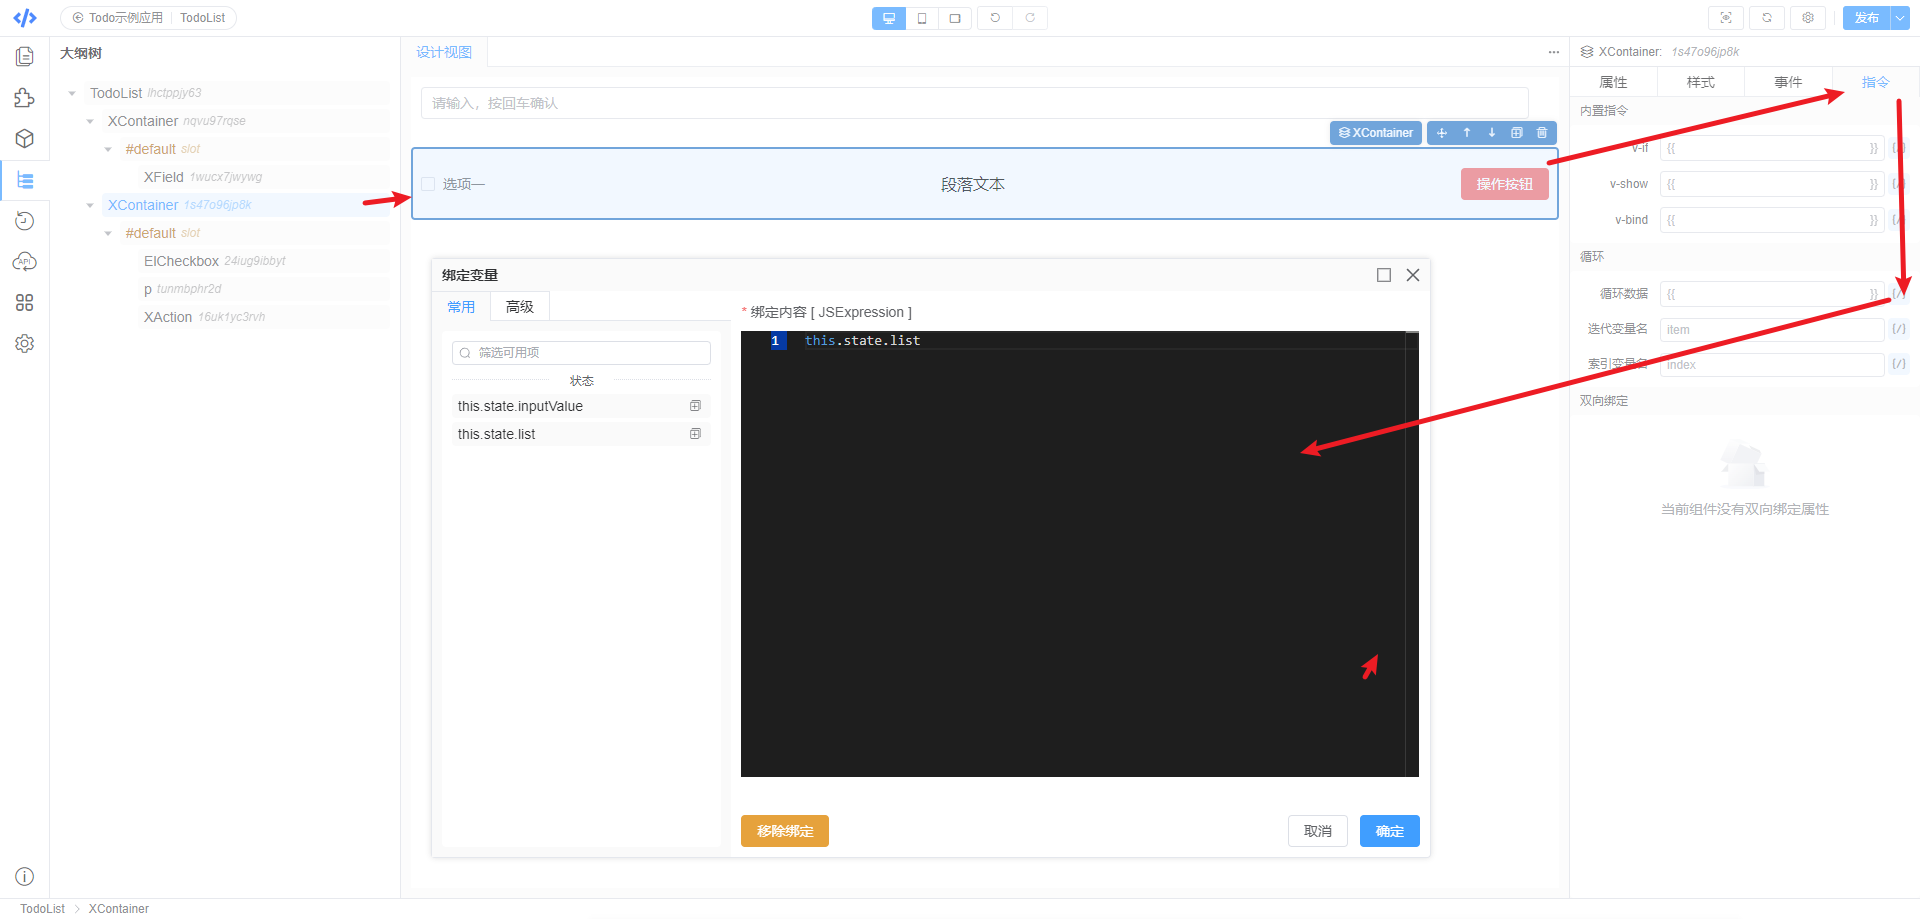 Todo示例应用 TodoList
发布
大纲树
TodoList lhctppjy63
XContainer nqvu97rqse
#default slot
XField 1wucx7jwywg
XContainer 1s47o96jp8k
#default slot
ElCheckbox 24iug9ibbyt
p tunmbphr2d
XAction 16uk1yc3rvh
设计视图
请输入，按回车确认
XContainer
选项一
段落文本
操作按钮
绑定变量
常用 高级
筛选可用项
状态
this.state.inputValue
this.state.list
* 绑定内容 [ JSExpression ]
1 this.state.list
移除绑定
取消
确定
XContainer: 1s47o96jp8k
属性 样式 事件 指令
内置指令
v-if {{ }}
v-show {{ }} {/}
v-bind {{ }} {/}
循环
循环数据 {{ }} {/}
迭代变量名 item {/}
索引变量名 index {/}
双向绑定
当前组件没有双向绑定属性
API
TodoList > XContainer